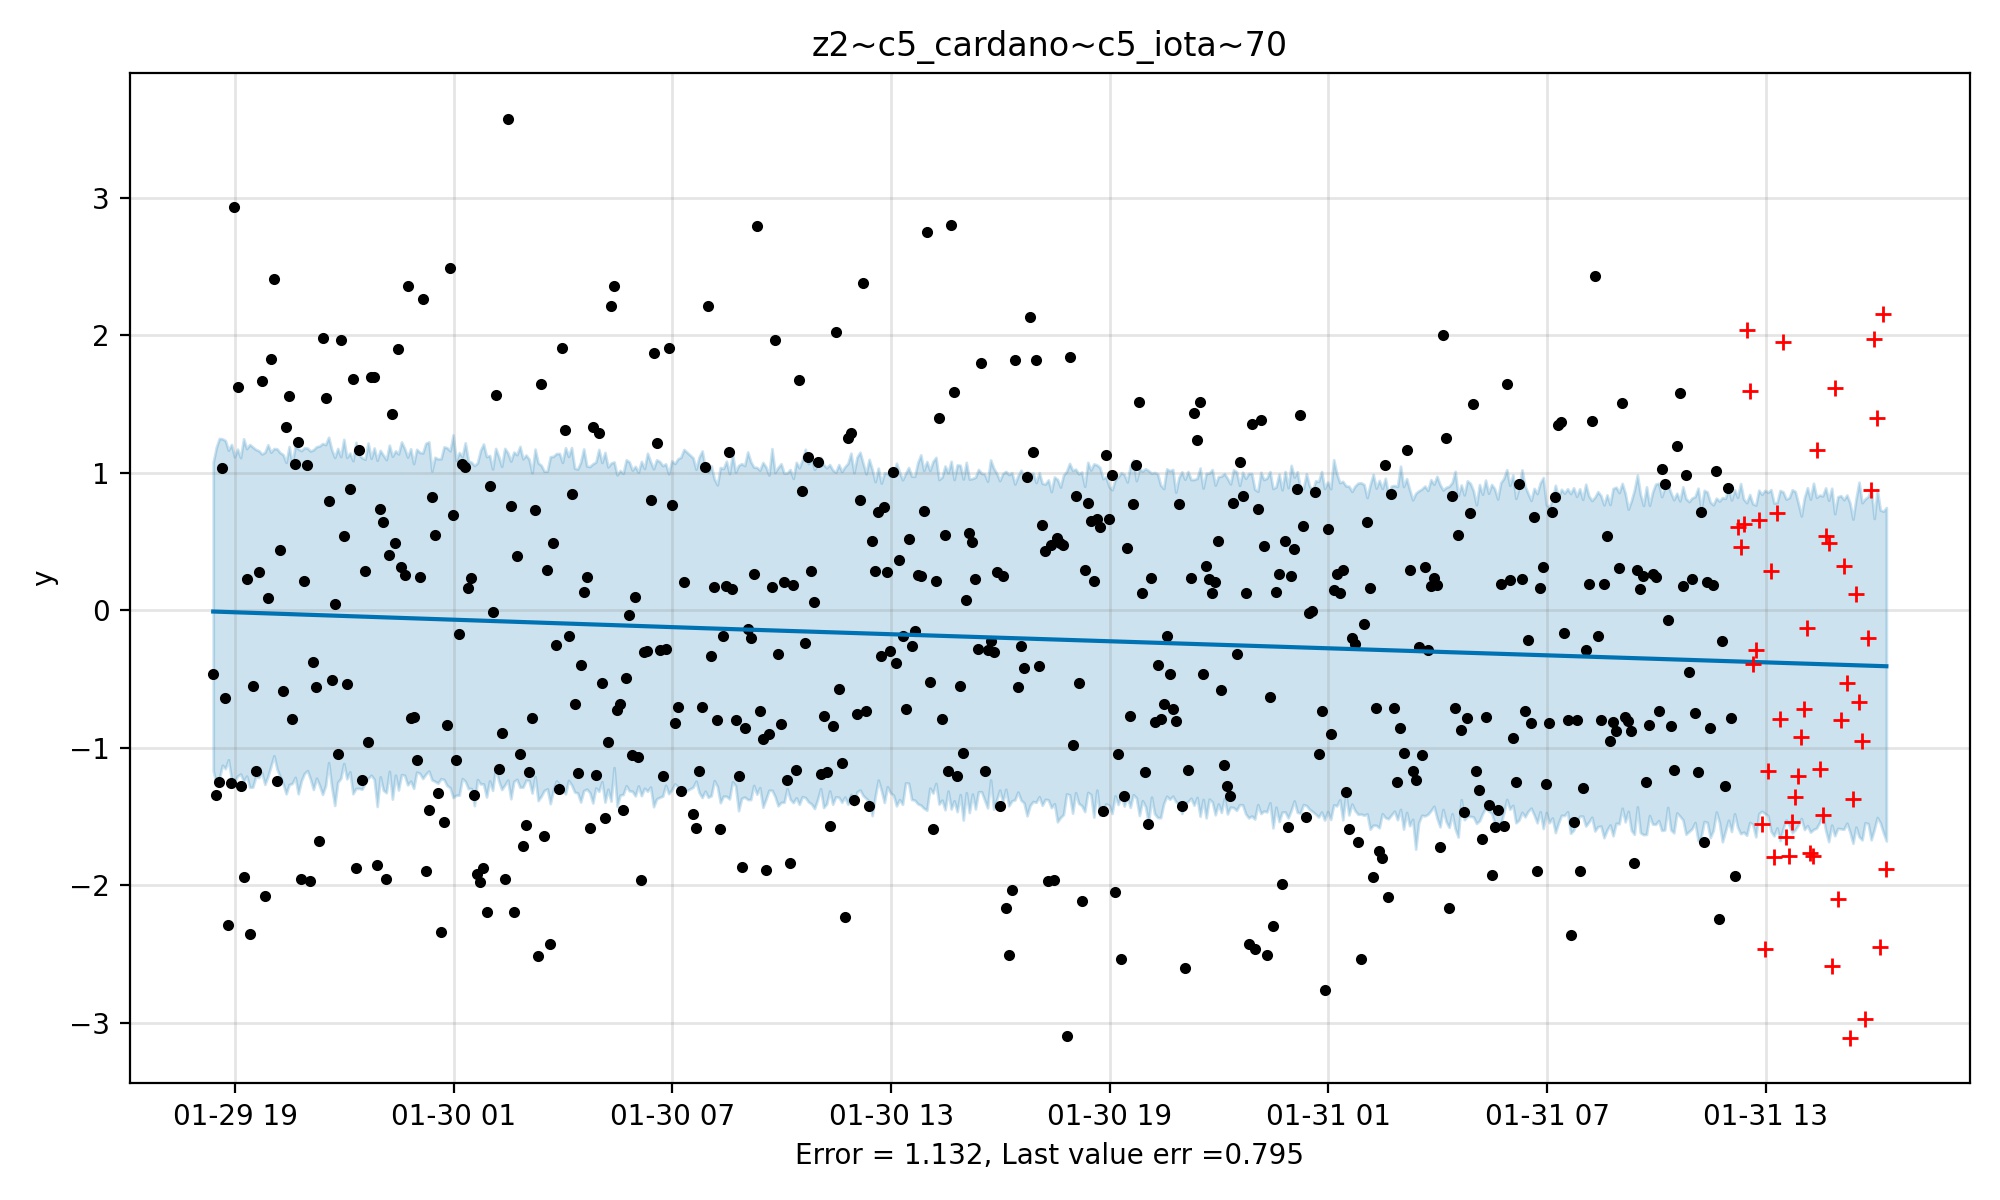 z2~c5_cardano~c5_iota~70
y
3
2
1
0
−1
−2
−3
01-29 19 01-30 01 01-30 07 01-30 13 01-30 19 01-31 01 01-31 07 01-31 13
Error = 1.132, Last value err =0.795